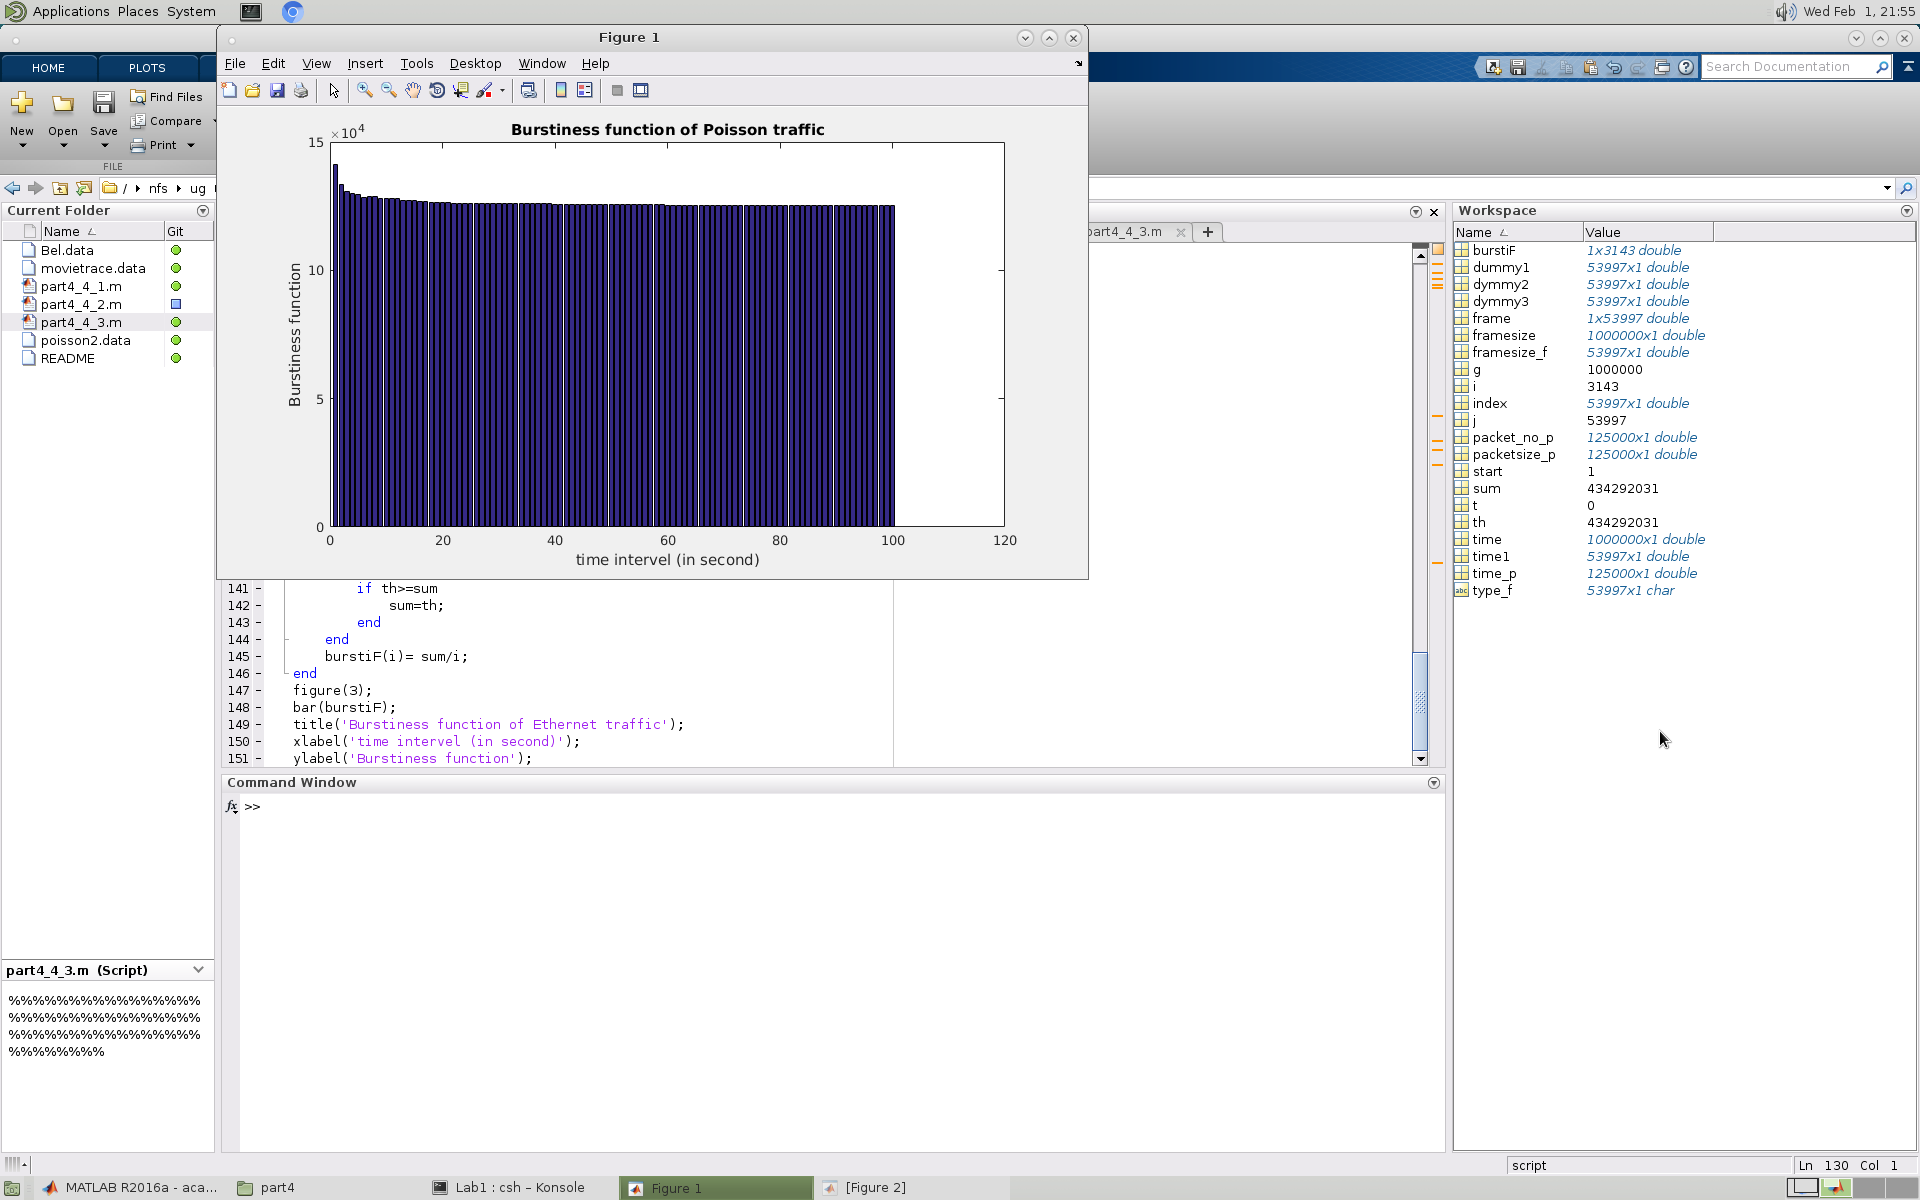 Applications Places System
Wed Feb 1, 21:55
Figure 1
File Edit View Insert Tools Desktop Window Help
HOME PLOTS
Search Documentation
New Open Save
Find Files
Compare
Print
FILE
/ nfs ug
Burstiness function of Poisson traffic
×10^4
15
10
5
0
0 20 40 60 80 100 120
Burstiness function
time intervel (in second)
Current Folder
Name Git
Bel.data
movietrace.data
part4_4_1.m
part4_4_2.m
part4_4_3.m
poisson2.data
README
part4_4_3.m
141 if th>=sum
142 sum=th;
143 end
144 end
145 burstiF(i)= sum/i;
146 end
147 figure(3);
148 bar(burstiF);
149 title('Burstiness function of Ethernet traffic');
150 xlabel('time intervel (in second)');
151 ylabel('Burstiness function');
Command Window
fx >>
Workspace
Name Value
burstiF 1x3143 double
dummy1 53997x1 double
dymmy2 53997x1 double
dymmy3 53997x1 double
frame 1x53997 double
framesize 1000000x1 double
framesize_f 53997x1 double
g 1000000
i 3143
index 53997x1 double
j 53997
packet_no_p 125000x1 double
packetsize_p 125000x1 double
start 1
sum 434292031
t 0
th 434292031
time 1000000x1 double
time1 53997x1 double
time_p 125000x1 double
abc type_f 53997x1 char
part4_4_3.m (Script)
%%%%%%%%%%%%%%%%
%%%%%%%%%%%%%%%%
%%%%%%%%%%%%%%%%
%%%%%%%%
script
Ln 130 Col 1
MATLAB R2016a - aca...
part4
Lab1 : csh – Konsole
Figure 1
[Figure 2]